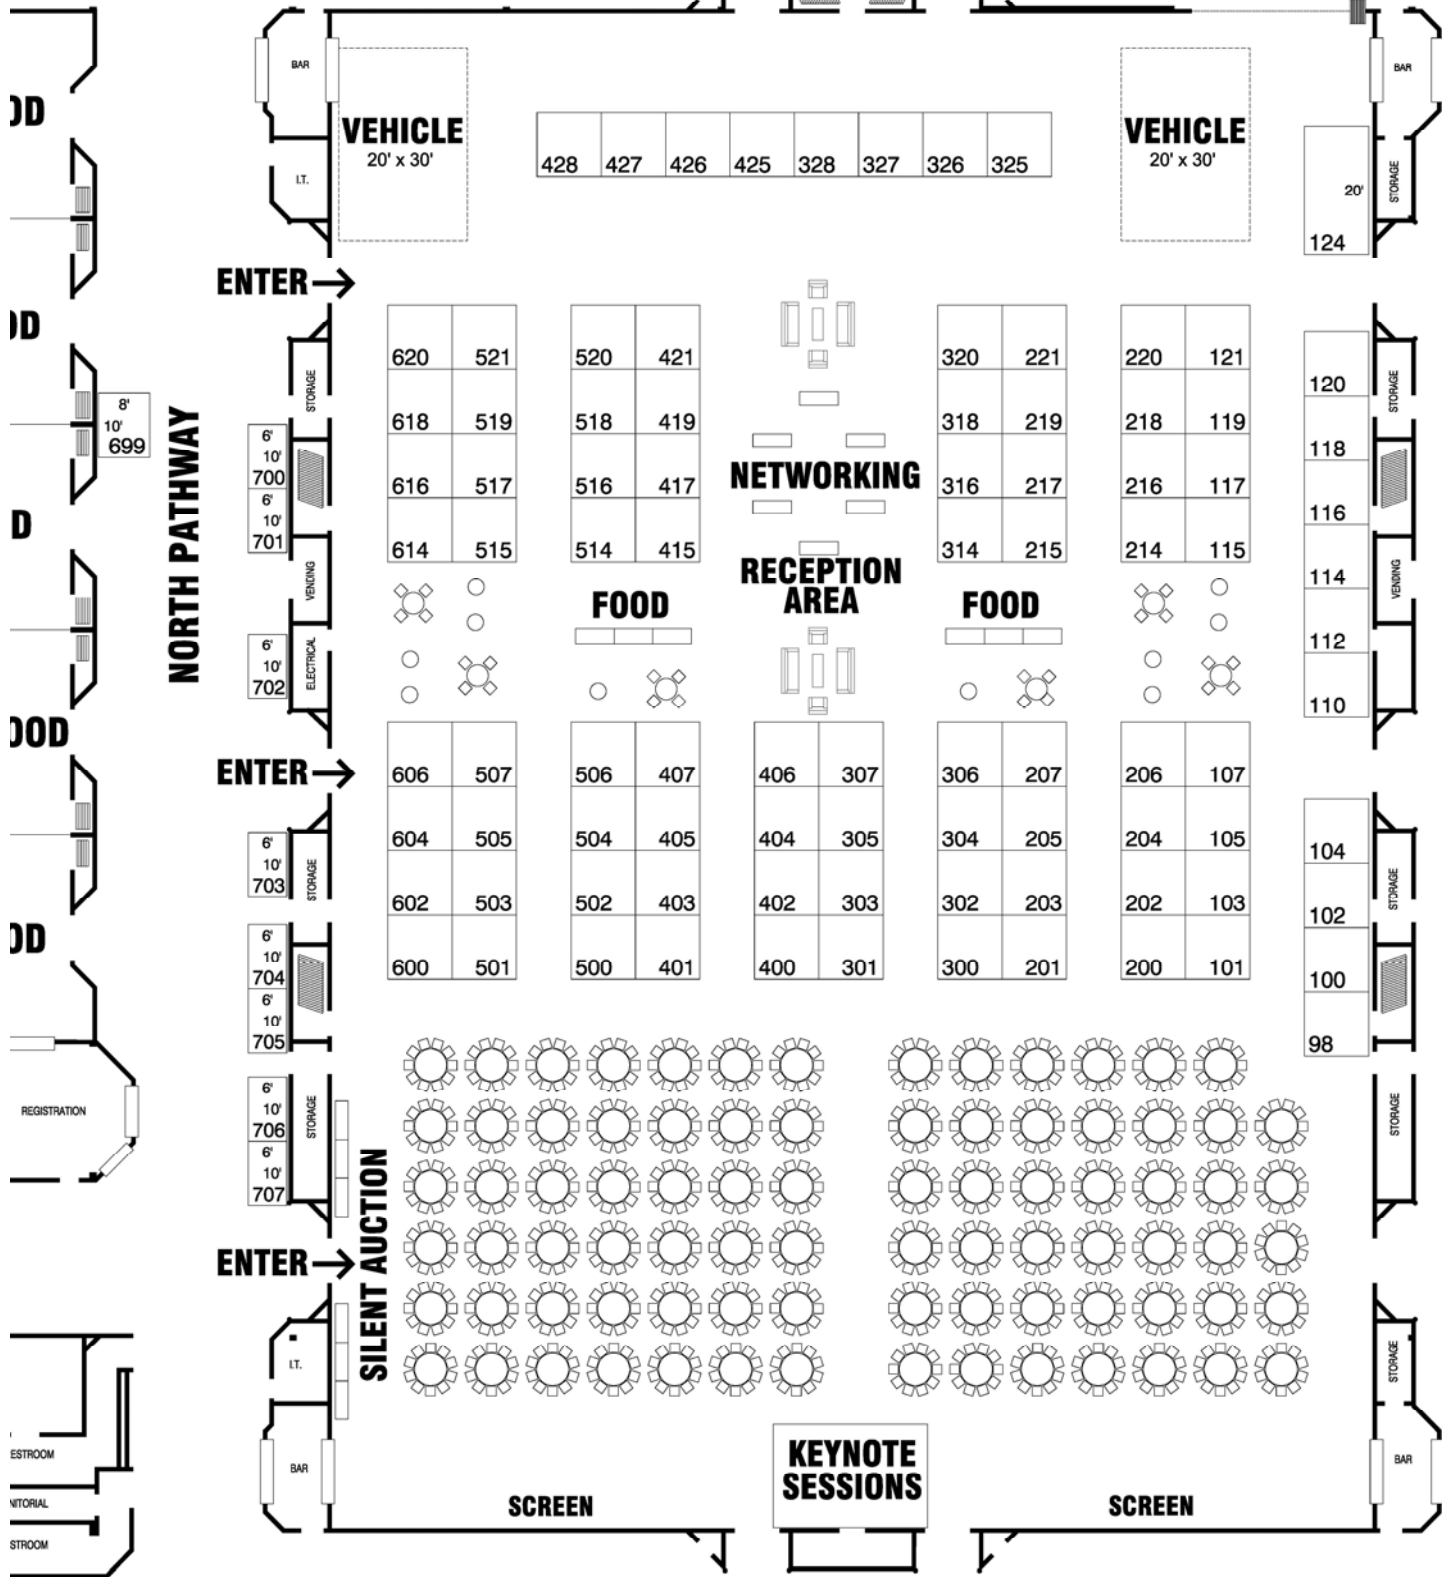 BAR
BAR
OD
VEHICLE
20' x 30'
VEHICLE
20' x 30'
428 427 426 425 328 327 326 325
I.T.
STORAGE
20'
124
ENTER
OD
620 521 520 421 320 221 220 121
120
STORAGE
STORAGE
8'
10'
699
NORTH PATHWAY
618 519 518 419 318 219 218 119
118
6'
10'
700
NETWORKING
616 517 516 417 316 217 216 117
116
6'
10'
701
D
614 515 514 415 314 215 214 115
114
VENDING
VENDING
RECEPTION
AREA
FOOD
FOOD
112
6'
10'
702
ELECTRICAL
110
OOD
ENTER
606 507 506 407 406 307 306 207 206 107
604 505 504 405 404 305 304 205 204 105
104
6'
10'
703
STORAGE
STORAGE
602 503 502 403 402 303 302 203 202 103
102
OD
6'
10'
704
600 501 500 401 400 301 300 201 200 101
100
6'
10'
705
98
REGISTRATION
6'
10'
706
STORAGE
STORAGE
6'
10'
707
SILENT AUCTION
ENTER
I.T.
STORAGE
ESTROOM
BAR
KEYNOTE
SESSIONS
BAR
NITORIAL
SCREEN
SCREEN
STROOM